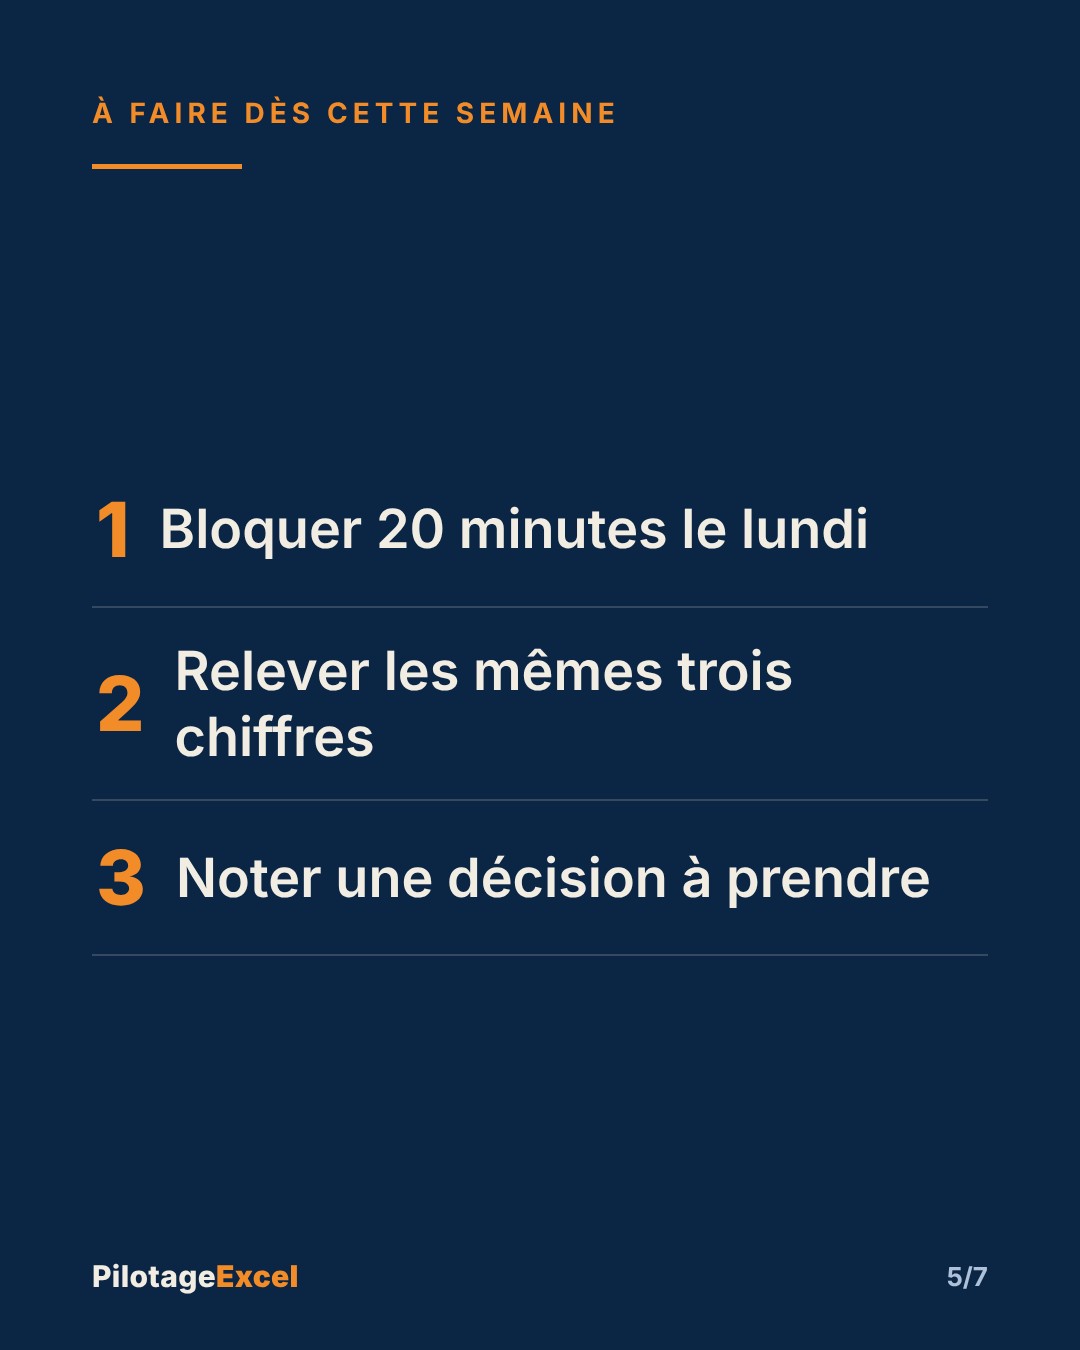 À FAIRE DÈS CETTE SEMAINE
1 Bloquer 20 minutes le lundi
2 Relever les mêmes trois
chiffres
3 Noter une décision à prendre
PilotageExcel
5/7